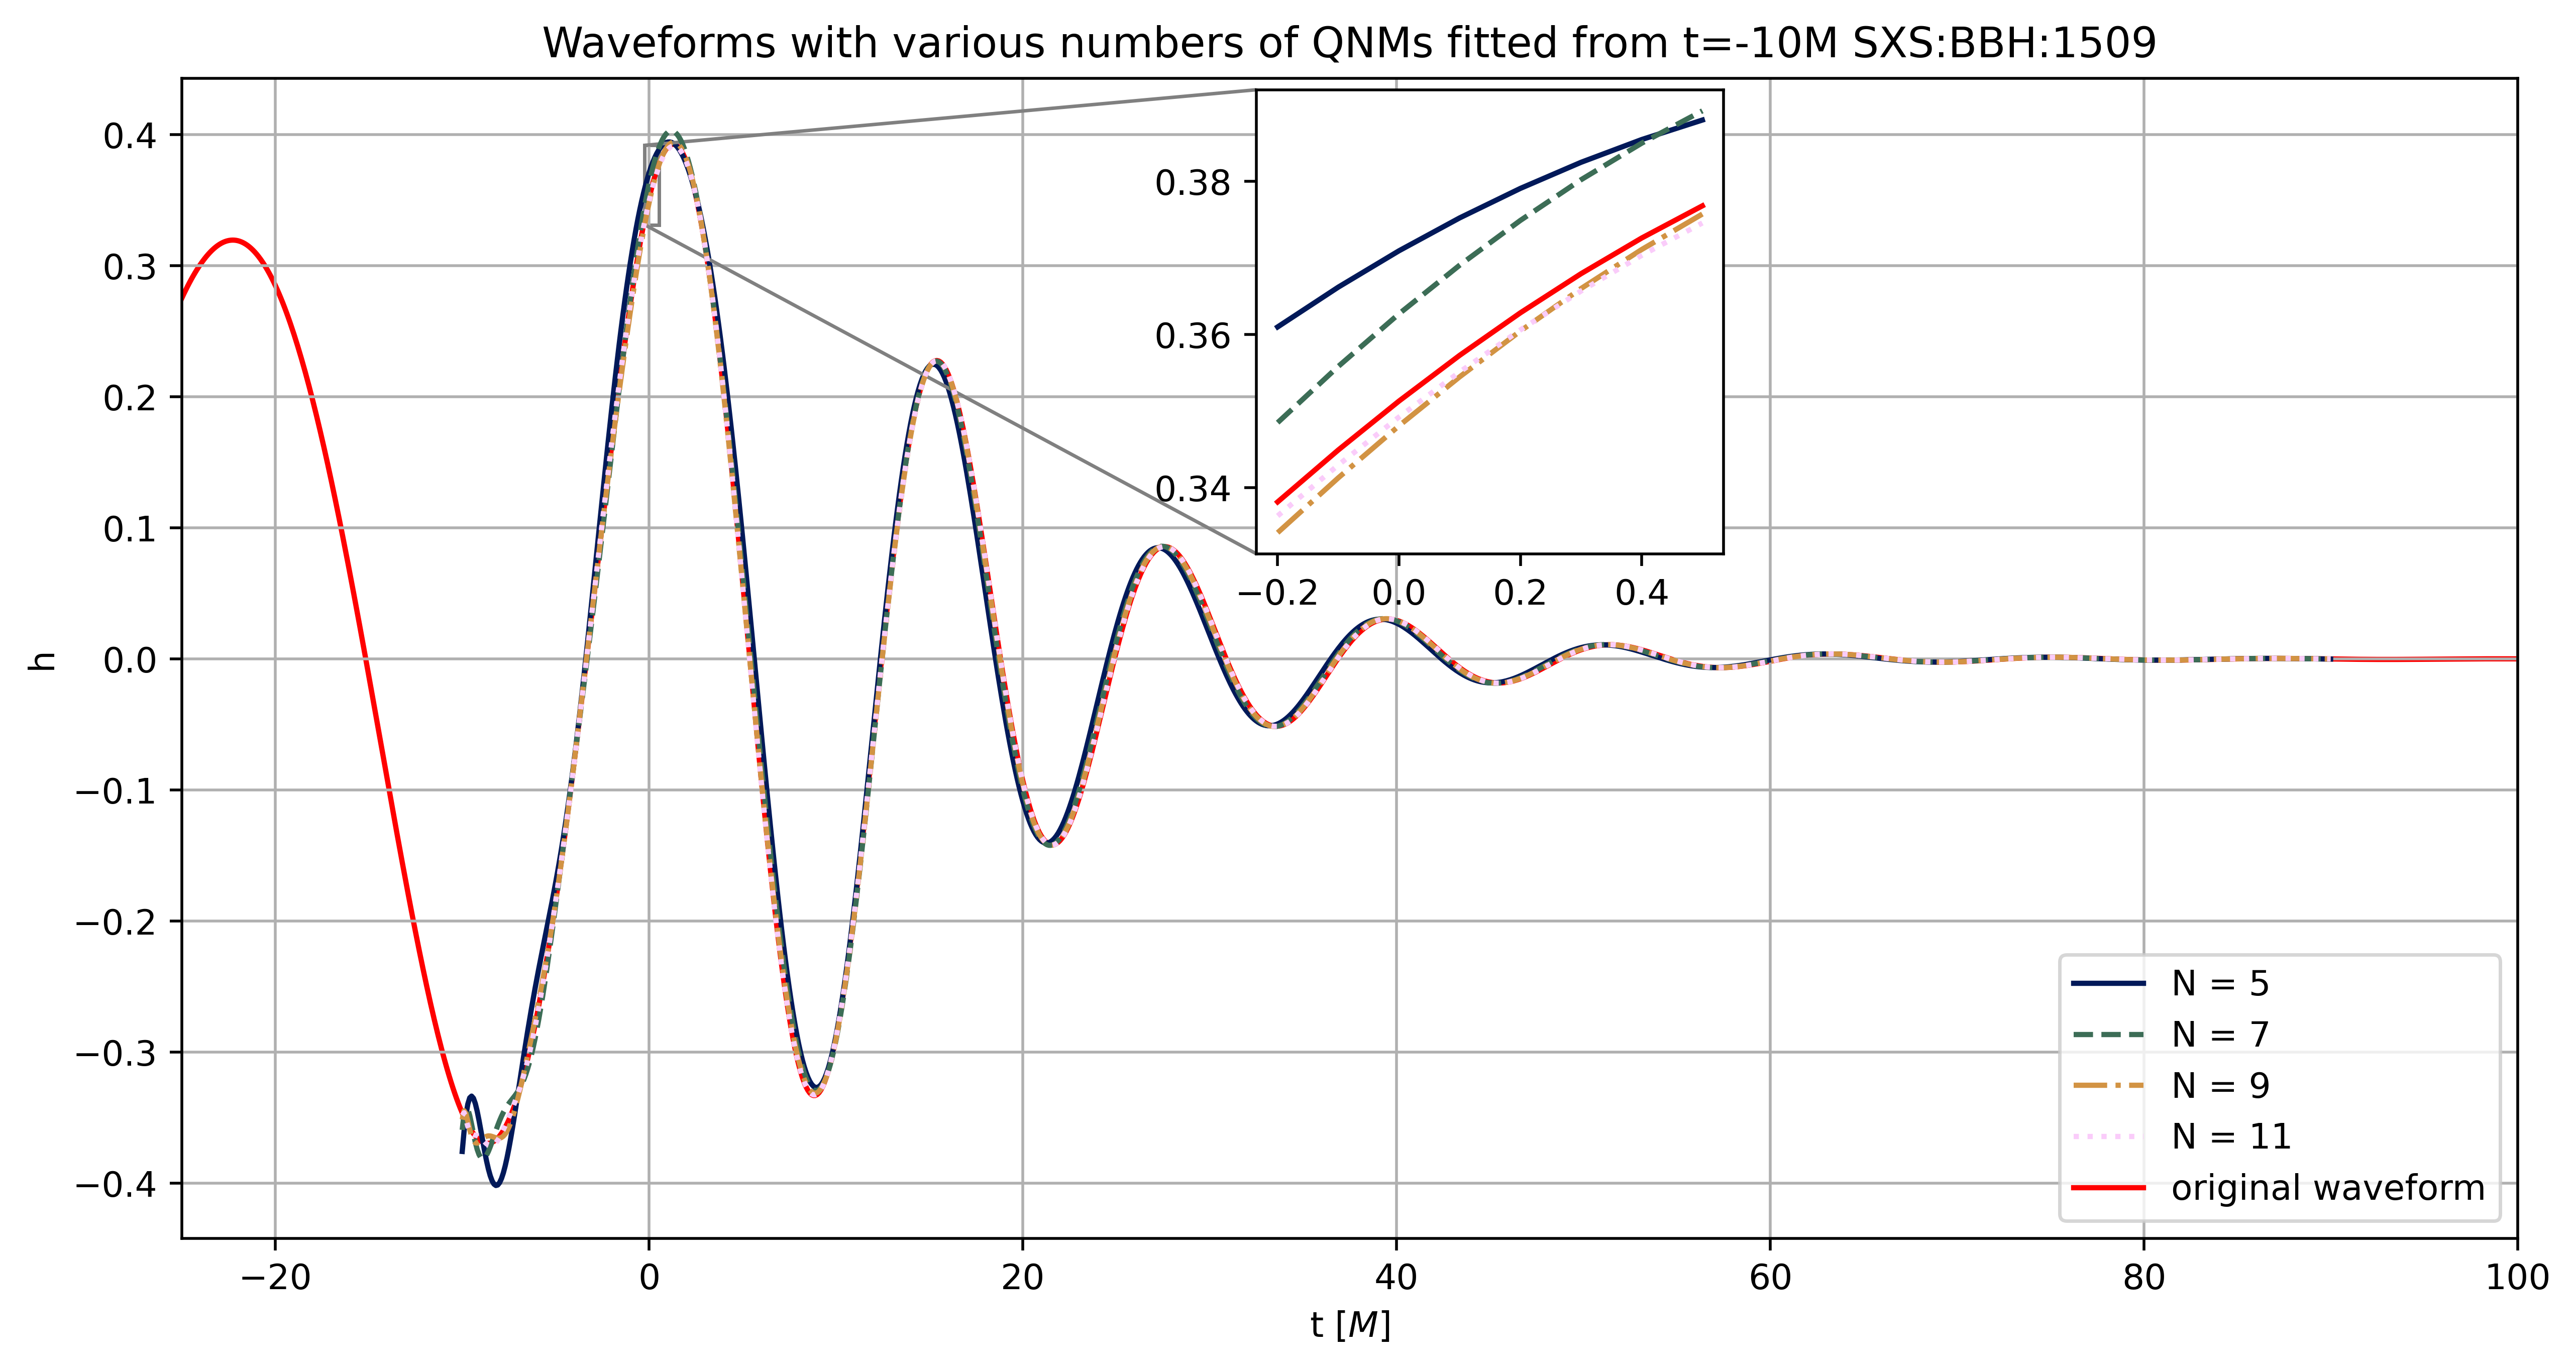 Waveforms with various numbers of QNMs fitted from t=-10M SXS:BBH:1509
h
0.4
0.3
0.2
0.1
0.0
−0.1
−0.2
−0.3
−0.4
−20
0
20
40
60
80
100
t [M]
0.38
0.36
0.34
−0.2
0.0
0.2
0.4
N = 5
N = 7
N = 9
N = 11
original waveform